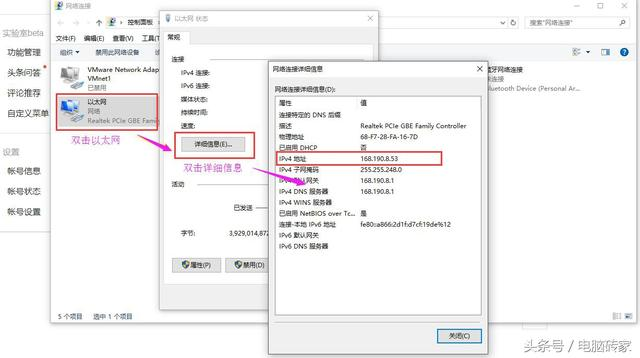 实验室beta
功能管理
头条问答
评论推荐
自定义菜单
设置
帐号信息
帐号状态
帐号设置
网络连接
控制面板
搜索"网络连接"
文件(F) 编辑(E) 查看(V) 工具(T
组织 禁用此网络设备
VMware Network Adap
VMnet1
已禁用
以太网
网络
Realtek PCIe GBE Family
双击以太网
牙网络连接
Bluetooth Device (Personal Ar...
5 个项目 选中 1 个项目
以太网 状态
常规
连接
IPv4 连接:
IPv6 连接:
媒体状态:
持续时间:
速度:
详细信息(E)...
双击详细信息
活动
已发送
字节: 3,929,014,872
属性(P) 禁用(D)
网络连接详细信息
网络连接详细信息(D):
属性 值
连接特定的 DNS 后缀
描述 Realtek PCIe GBE Family Controller
物理地址 68-F7-28-FA-16-7D
已启用 DHCP 否
IPv4 地址 168.190.8.53
IPv4 子网掩码 255.255.248.0
IPv4 默认网关 168.190.8.1
IPv4 DNS 服务器 168.190.8.1
IPv4 WINS 服务器
已启用 NetBIOS over Tc... 是
连接-本地 IPv6 地址 fe80::a866:2d1f:d7cf:19de%12
IPv6 默认网关
IPv6 DNS 服务器
关闭(C)
头条号 / 电脑砖家